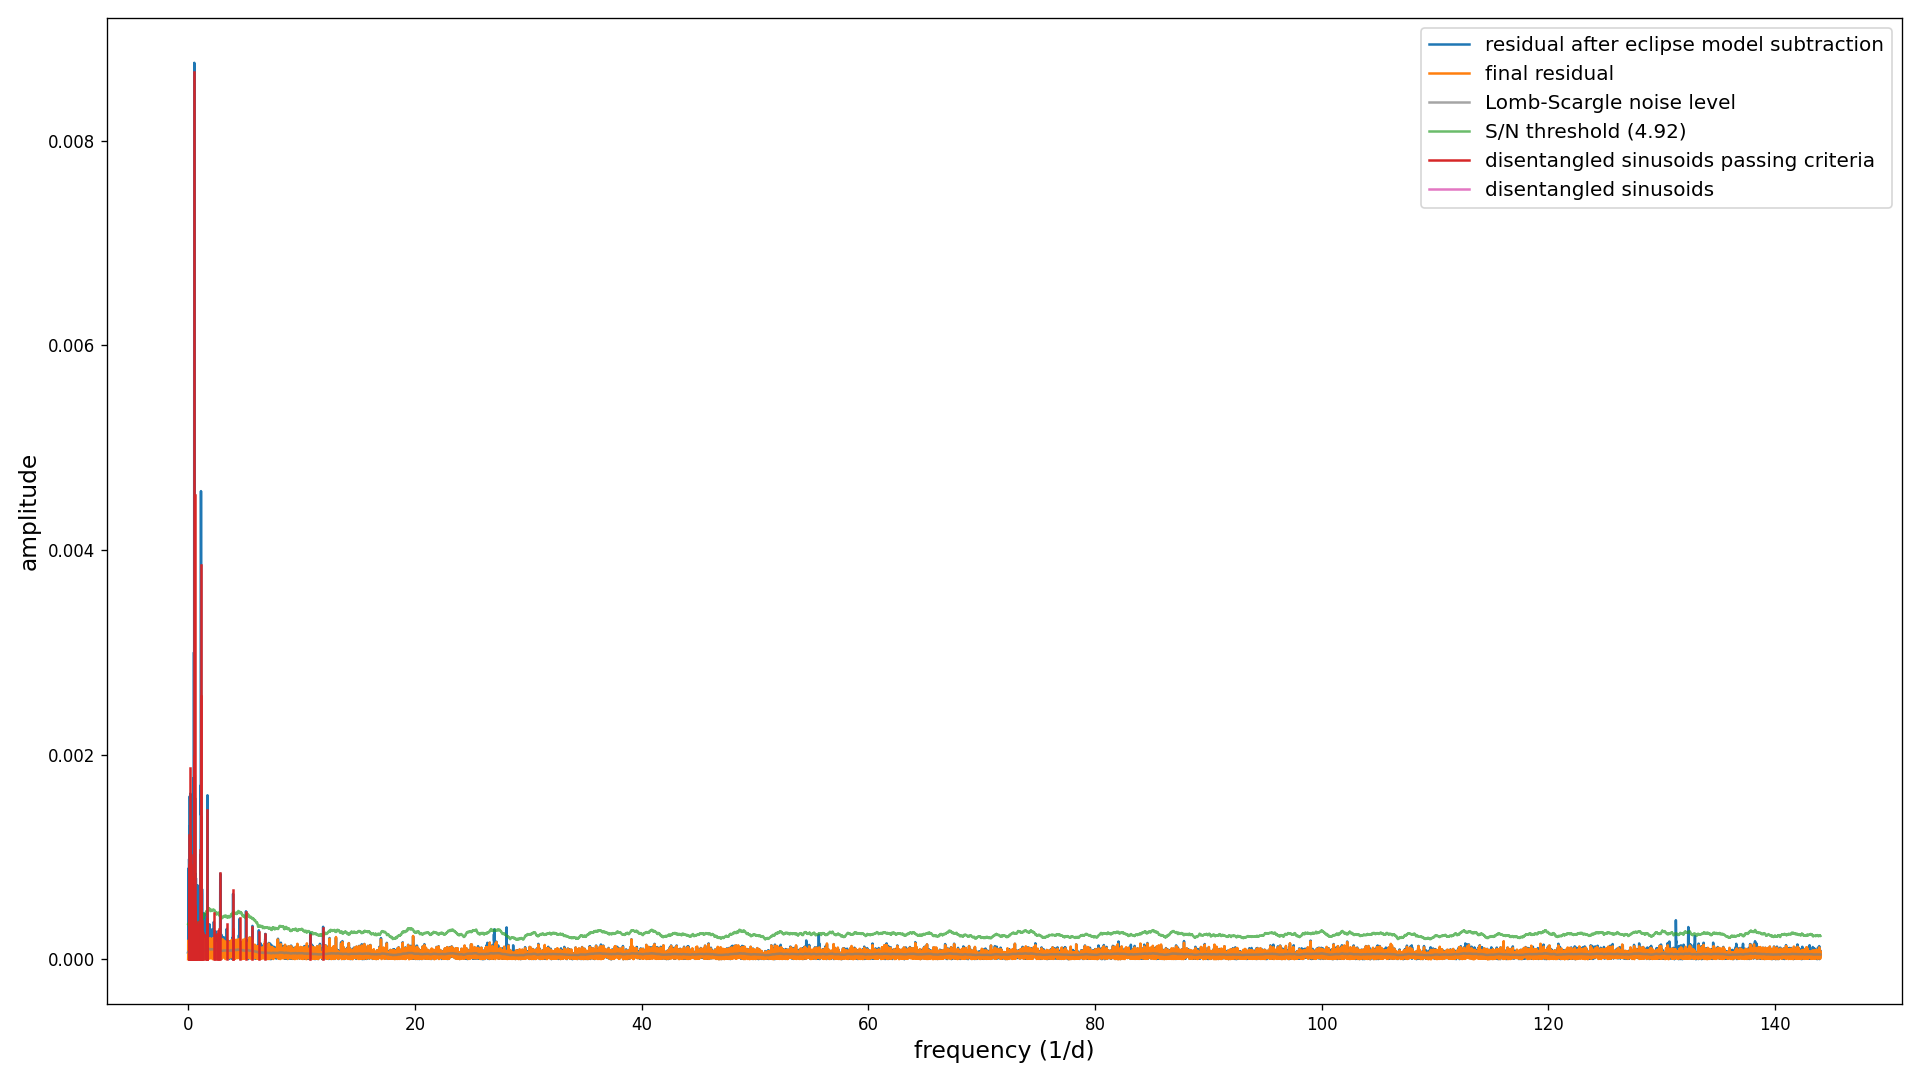 residual after eclipse model subtraction
final residual
Lomb-Scargle noise level
S/N threshold (4.92)
disentangled sinusoids passing criteria
disentangled sinusoids
amplitude
0.008
0.006
0.004
0.002
0.000
0 20 40 60 80 100 120 140
frequency (1/d)